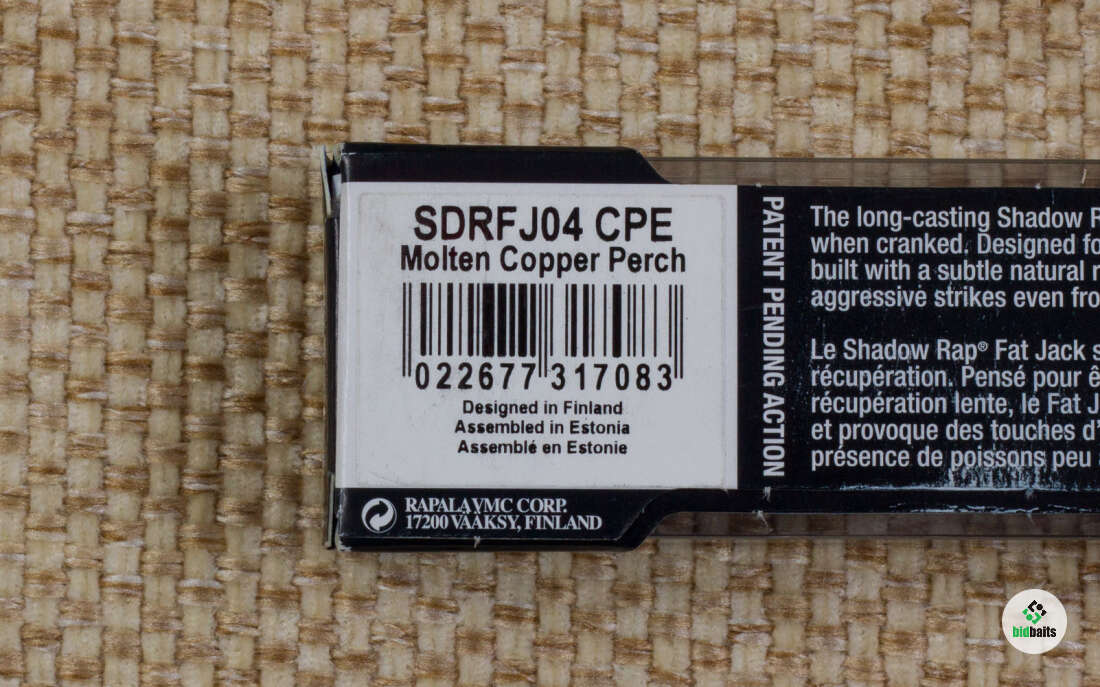 SDRFJ04 CPE
Molten Copper Perch
022677 317083
Designed in Finland
Assembled in Estonia
Assemblé en Estonie
RAPALA VMC CORP.
17200 VÄÄKSY, FINLAND
PATENT PENDING ACTION
The long-casting Shadow
when cranked. Designed
built with a subtle natural
aggressive strikes even
Le Shadow Rap® Fat Jack
récupération. Pensé pour
récupération lente, le Fat
et provoque des touches
présence de poissons peu
bidbaits